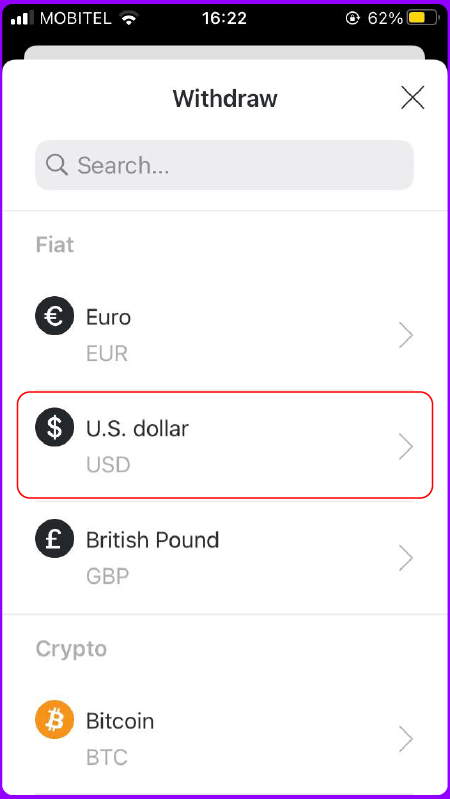 MOBITEL 16:22 62%
Withdraw
Search...
Fiat
€ Euro
EUR
$ U.S. dollar
USD
£ British Pound
GBP
Crypto
₿ Bitcoin
BTC